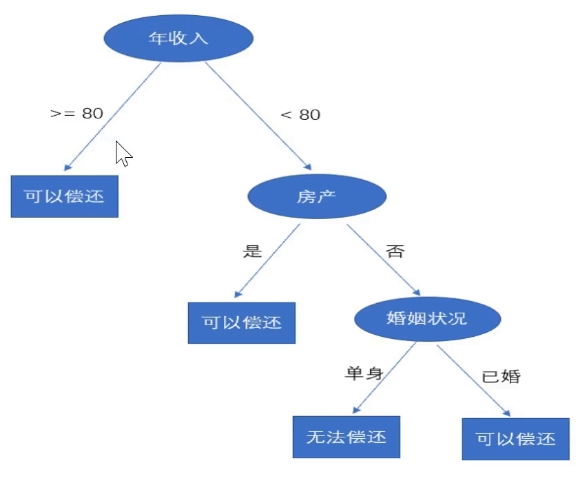 年收入
>= 80
< 80
可以偿还
房产
是
否
可以偿还
婚姻状况
单身
已婚
无法偿还
可以偿还